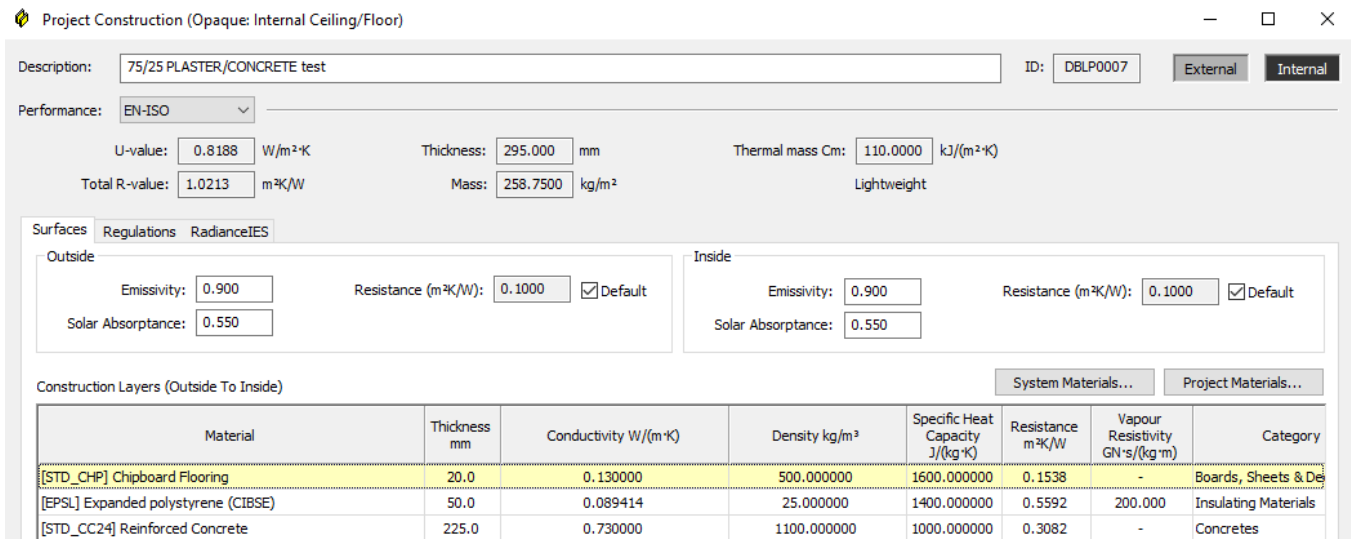 Project Construction (Opaque: Internal Ceiling/Floor)
Description: 75/25 PLASTER/CONCRETE test ID: DBLP0007 External Internal
Performance: EN-ISO
U-value: 0.8188 W/m²·K Thickness: 295.000 mm Thermal mass Cm: 110.0000 kJ/(m²·K)
Total R-value: 1.0213 m²K/W Mass: 258.7500 kg/m² Lightweight
Surfaces Regulations RadianceIES
Outside Inside
Emissivity: 0.900 Resistance (m²K/W): 0.1000 Default Emissivity: 0.900 Resistance (m²K/W): 0.1000 Default
Solar Absorptance: 0.550 Solar Absorptance: 0.550
Construction Layers (Outside To Inside) System Materials... Project Materials...
Material Thickness mm Conductivity W/(m·K) Density kg/m³ Specific Heat Capacity J/(kg·K) Resistance m²K/W Vapour Resistivity GN·s/(kg·m) Category
[STD_CHP] Chipboard Flooring 20.0 0.130000 500.000000 1600.000000 0.1538 - Boards, Sheets & De
[EPSL] Expanded polystyrene (CIBSE) 50.0 0.089414 25.000000 1400.000000 0.5592 200.000 Insulating Materials
[STD_CC24] Reinforced Concrete 225.0 0.730000 1100.000000 1000.000000 0.3082 - Concretes